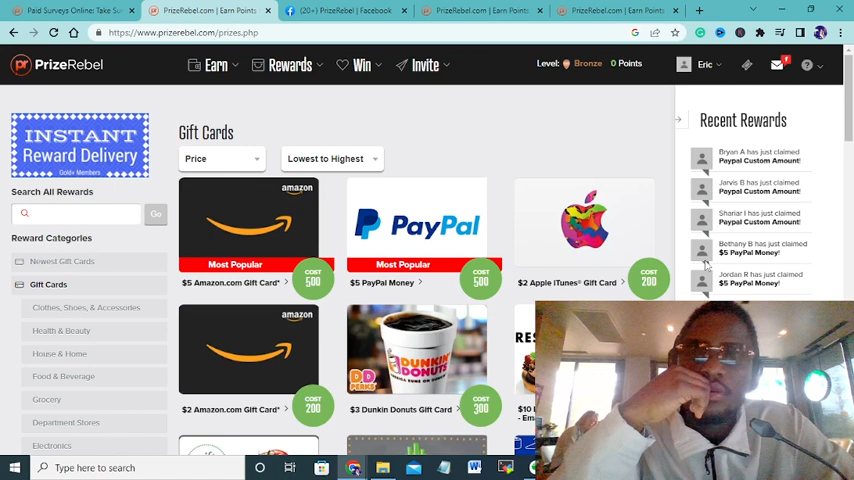 Paid Surveys Online: Take Su
PrizeRebel.com | Earn Points
(20+) PrizeRebel | Facebook
PrizeRebel.com | Earn Points
PrizeRebel.com | Earn Points
https://www.prizerebel.com/prizes.php
pr PrizeRebel
Earn
Rewards
Win
Invite
Level: Bronze 0 Points
Eric
INSTANT
Reward Delivery
Gold+ Members
Search All Rewards
Go
Reward Categories
Newest Gift Cards
Gift Cards
Clothes, Shoes, & Accessories
Health & Beauty
House & Home
Food & Beverage
Grocery
Department Stores
Electronics
Gift Cards
Price
Lowest to Highest
amazon
Most Popular
COST
500
$5 Amazon.com Gift Card*
PayPal
Most Popular
COST
500
$5 PayPal Money
COST
200
$2 Apple iTunes® Gift Card
amazon
COST
200
$2 Amazon.com Gift Card*
DUNKIN'
DONUTS
DD
PERKS
COST
300
$3 Dunkin Donuts Gift Card
RES
$10
- Ema
Recent Rewards
Bryan A has just claimed
Paypal Custom Amount!
Jarvis B has just claimed
Paypal Custom Amount!
Shariar I has just claimed
Paypal Custom Amount!
Bethany B has just claimed
$5 PayPal Money!
Jordan R has just claimed
$5 PayPal Money!
Type here to search